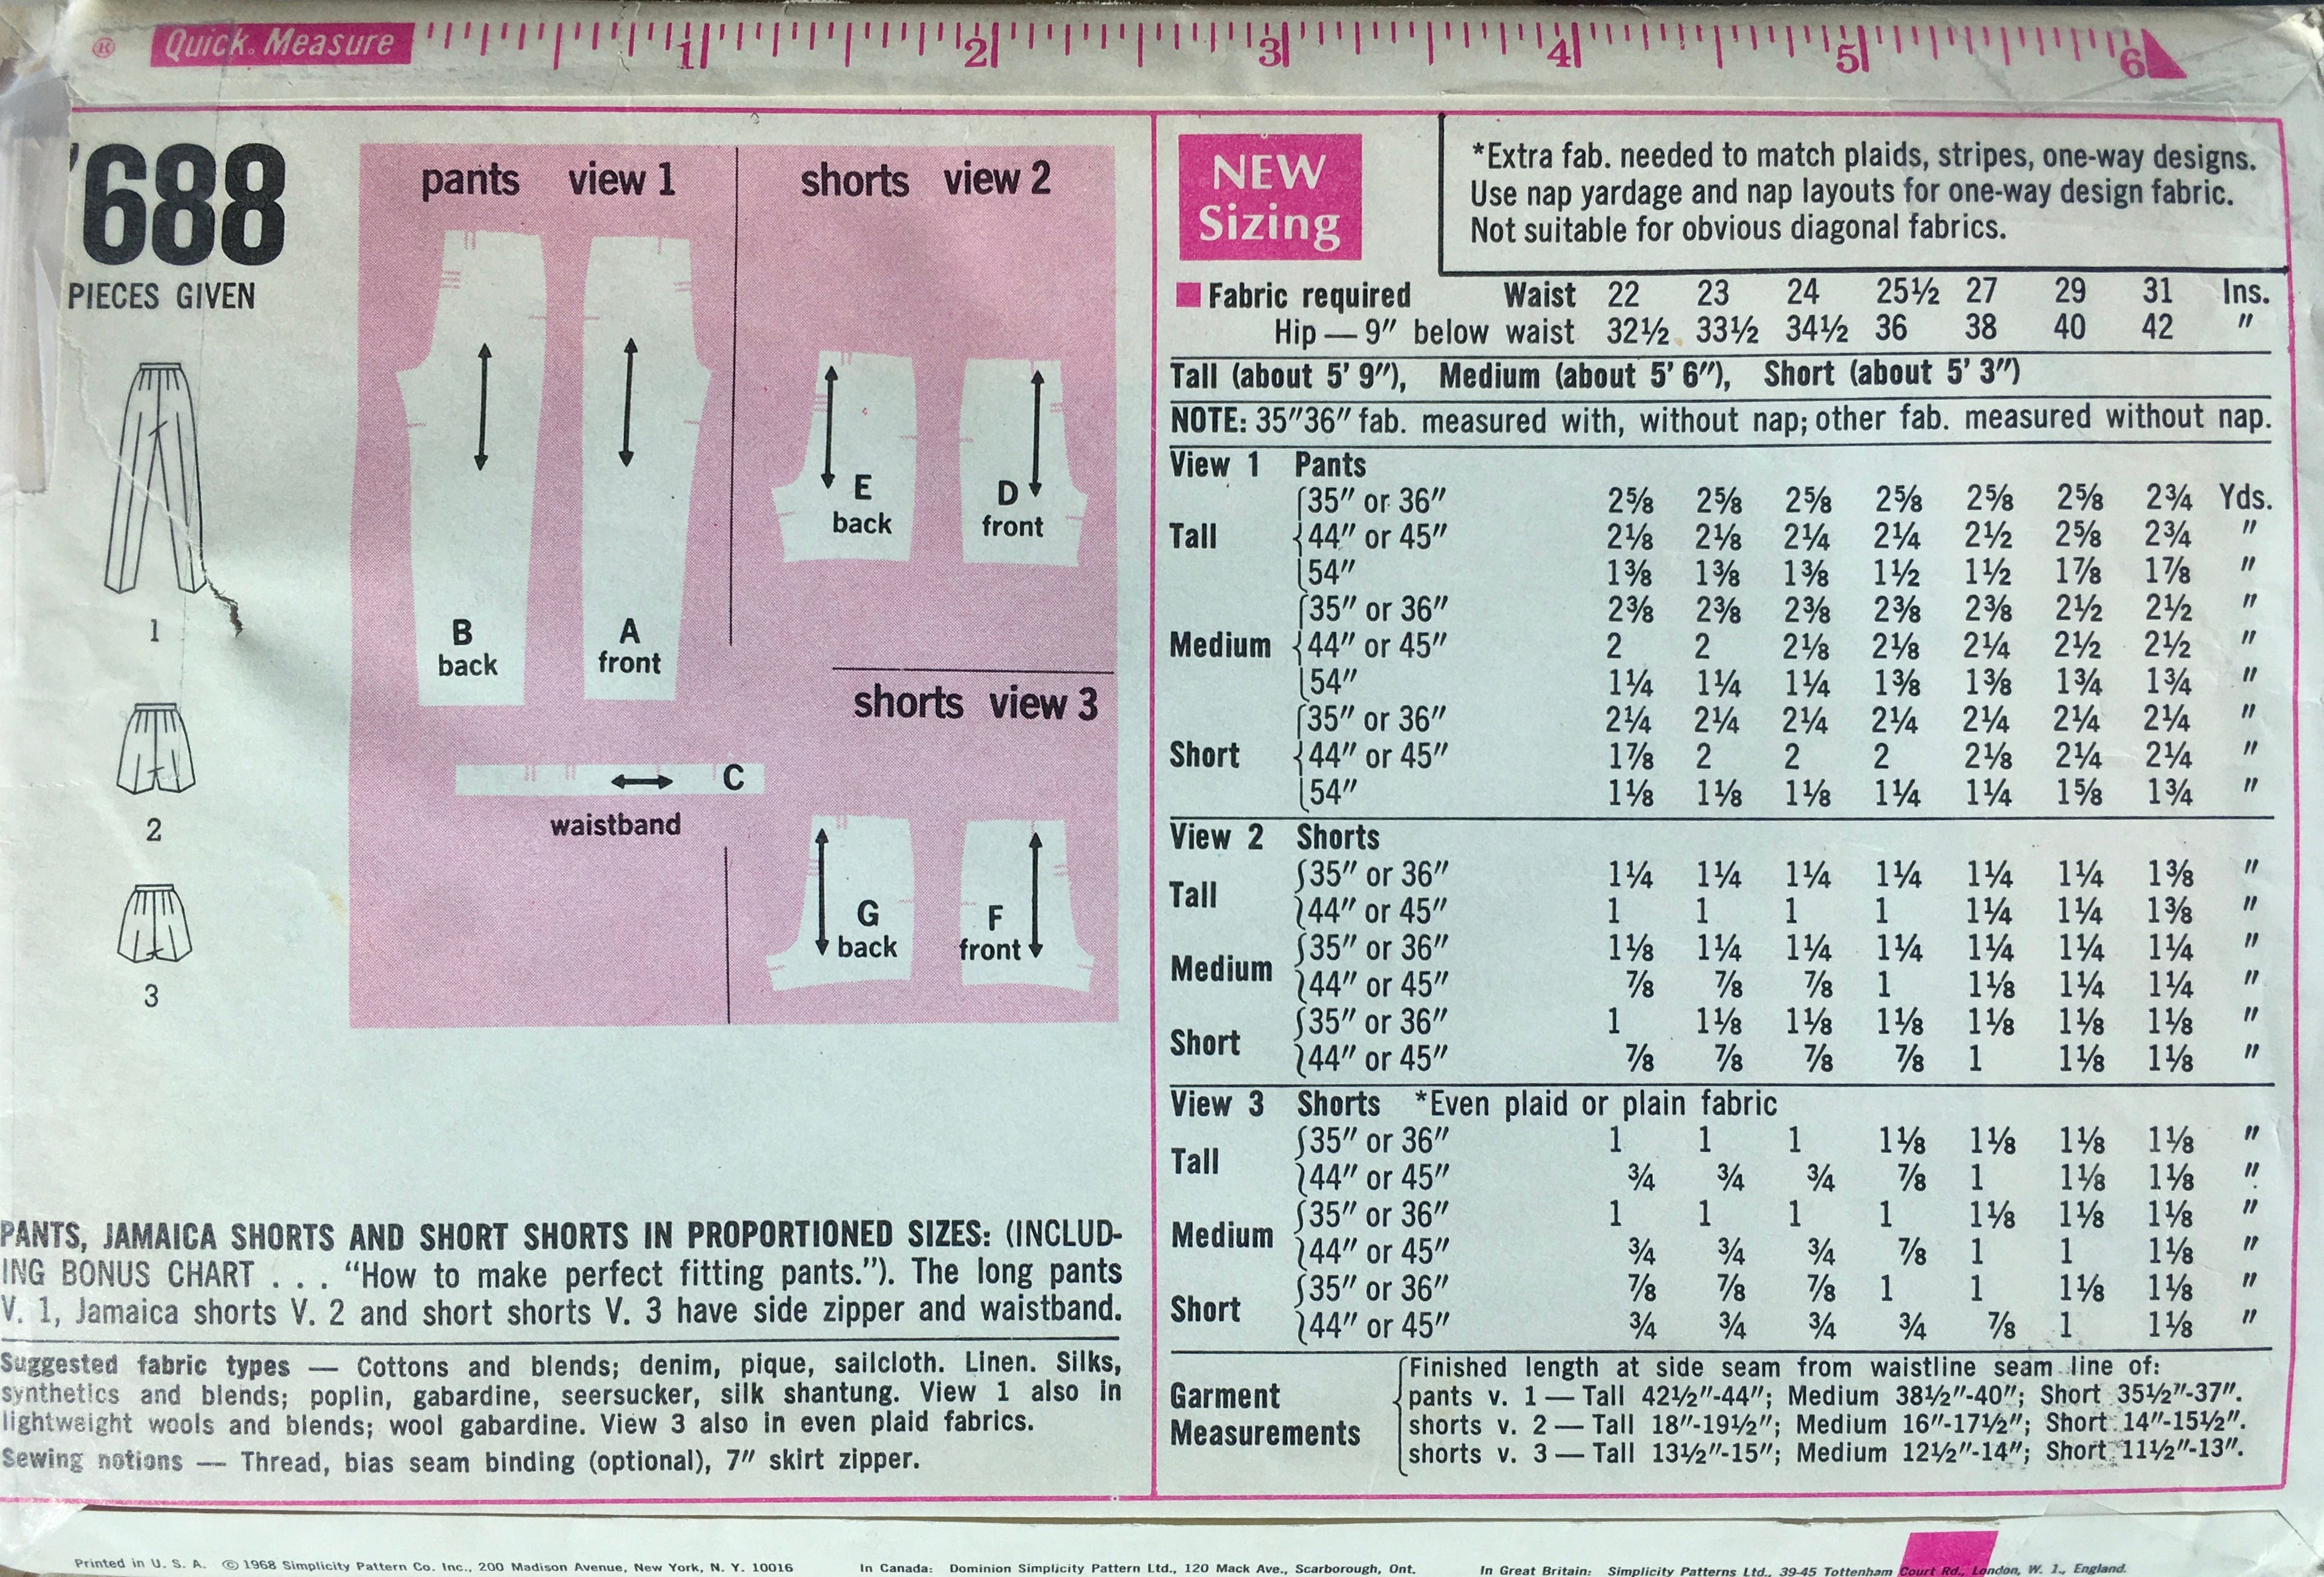 ® Quick Measure 1 2 3 4 5 6
688
PIECES GIVEN
1
2
3
pants view 1
shorts view 2
B
back
A
front
E
back
D
front
shorts view 3
C
waistband
G
back
F
front
PANTS, JAMAICA SHORTS AND SHORT SHORTS IN PROPORTIONED SIZES: (INCLUD-
ING BONUS CHART . . . “How to make perfect fitting pants.”). The long pants
V. 1, Jamaica shorts V. 2 and short shorts V. 3 have side zipper and waistband.
Suggested fabric types — Cottons and blends; denim, pique, sailcloth. Linen. Silks,
synthetics and blends; poplin, gabardine, seersucker, silk shantung. View 1 also in
lightweight wools and blends; wool gabardine. View 3 also in even plaid fabrics.
Sewing notions — Thread, bias seam binding (optional), 7″ skirt zipper.
NEW
Sizing
*Extra fab. needed to match plaids, stripes, one-way designs.
Use nap yardage and nap layouts for one-way design fabric.
Not suitable for obvious diagonal fabrics.
Fabric required Waist 22 23 24 25½ 27 29 31 Ins.
Hip — 9″ below waist 32½ 33½ 34½ 36 38 40 42 ″
Tall (about 5′ 9″), Medium (about 5′ 6″), Short (about 5′ 3″)
NOTE: 35″36″ fab. measured with, without nap; other fab. measured without nap.
View 1 Pants
35″ or 36″ 2⅝ 2⅝ 2⅝ 2⅝ 2⅝ 2⅝ 2¾ Yds.
Tall 44″ or 45″ 2⅛ 2⅛ 2¼ 2¼ 2½ 2⅝ 2¾ ″
54″ 1⅜ 1⅜ 1⅜ 1½ 1½ 1⅞ 1⅞ ″
35″ or 36″ 2⅜ 2⅜ 2⅜ 2⅜ 2⅜ 2½ 2½ ″
Medium 44″ or 45″ 2 2 2⅛ 2⅛ 2¼ 2½ 2½ ″
54″ 1¼ 1¼ 1¼ 1⅜ 1⅜ 1¾ 1¾ ″
35″ or 36″ 2¼ 2¼ 2¼ 2¼ 2¼ 2¼ 2¼ ″
Short 44″ or 45″ 1⅞ 2 2 2 2⅛ 2¼ 2¼ ″
54″ 1⅛ 1⅛ 1⅛ 1¼ 1¼ 1⅝ 1¾ ″
View 2 Shorts
Tall 35″ or 36″ 1¼ 1¼ 1¼ 1¼ 1¼ 1¼ 1⅜ ″
44″ or 45″ 1 1 1 1 1¼ 1¼ 1⅜ ″
Medium 35″ or 36″ 1⅛ 1¼ 1¼ 1¼ 1¼ 1¼ 1¼ ″
44″ or 45″ ⅞ ⅞ ⅞ 1 1⅛ 1¼ 1¼ ″
Short 35″ or 36″ 1 1⅛ 1⅛ 1⅛ 1⅛ 1⅛ 1⅛ ″
44″ or 45″ ⅞ ⅞ ⅞ ⅞ 1 1⅛ 1⅛ ″
View 3 Shorts *Even plaid or plain fabric
Tall 35″ or 36″ 1 1 1 1⅛ 1⅛ 1⅛ 1⅛ ″
44″ or 45″ ¾ ¾ ¾ ⅞ 1 1⅛ 1⅛ ″
Medium 35″ or 36″ 1 1 1 1 1⅛ 1⅛ 1⅛ ″
44″ or 45″ ¾ ¾ ¾ ⅞ 1 1 1⅛ ″
Short 35″ or 36″ ⅞ ⅞ ⅞ 1 1 1⅛ 1⅛ ″
44″ or 45″ ¾ ¾ ¾ ¾ ⅞ 1 1⅛ ″
Garment Measurements
Finished length at side seam from waistline seam line of:
pants v. 1 — Tall 42½″-44″; Medium 38½″-40″; Short 35½″-37″.
shorts v. 2 — Tall 18″-19½″; Medium 16″-17½″; Short 14″-15½″.
shorts v. 3 — Tall 13½″-15″; Medium 12½″-14″; Short 11½″-13″.
Printed in U. S. A. © 1968 Simplicity Pattern Co. Inc., 200 Madison Avenue, New York, N. Y. 10016 In Canada: Dominion Simplicity Pattern Ltd., 120 Mack Ave., Scarborough, Ont. In Great Britain: Simplicity Patterns Ltd., 39-45 Tottenham Court Rd., London, W. 1., England.